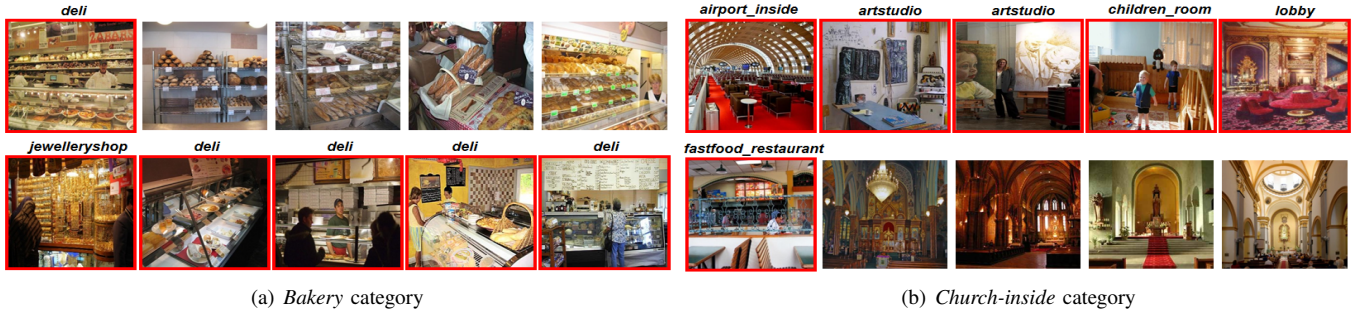 deli
jewelleryshop deli deli deli deli
(a) Bakery category
airport_inside artstudio artstudio children_room lobby
fastfood_restaurant
(b) Church-inside category